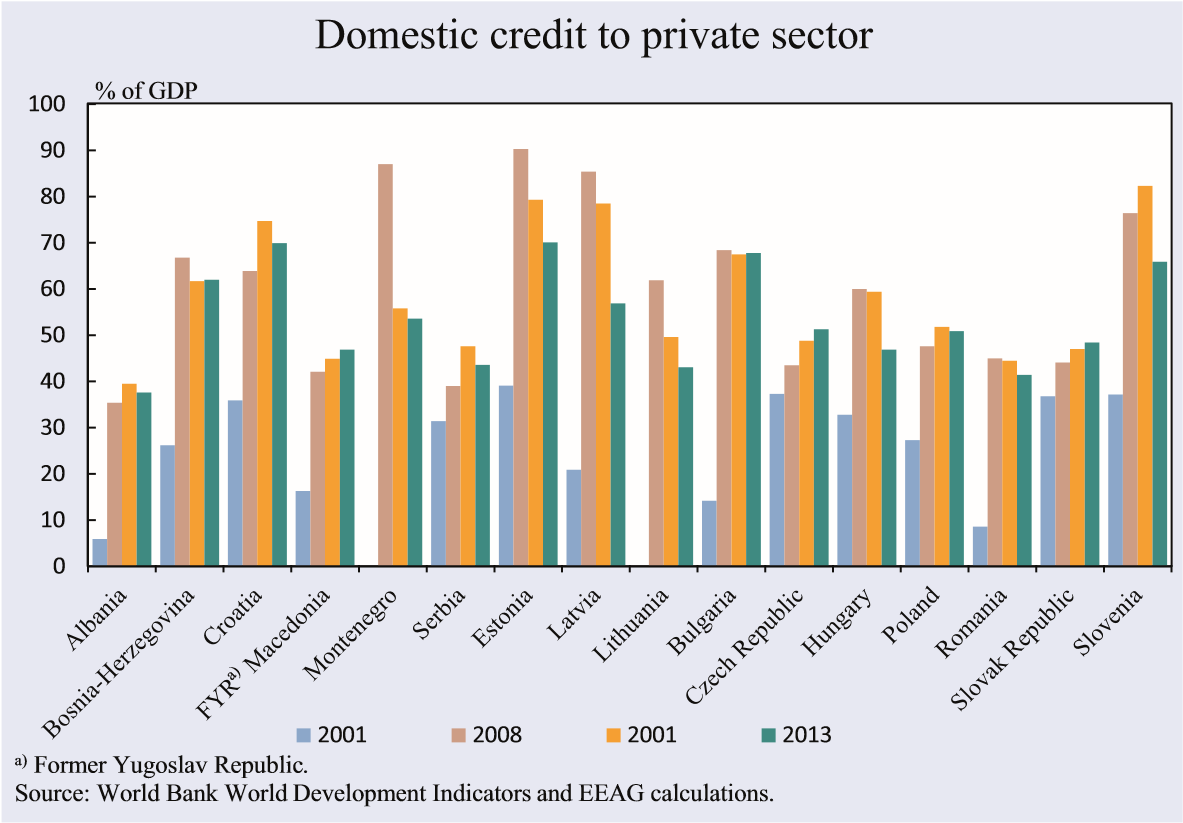 Domestic credit to private sector
% of GDP
100
90
80
70
60
50
40
30
20
10
0
Albania
Bosnia-Herzegovina
Croatia
FYRa) Macedonia
Montenegro
Serbia
Estonia
Latvia
Lithuania
Bulgaria
Czech Republic
Hungary
Poland
Romania
Slovak Republic
Slovenia
2001 2008 2001 2013
a) Former Yugoslav Republic.
Source: World Bank World Development Indicators and EEAG calculations.